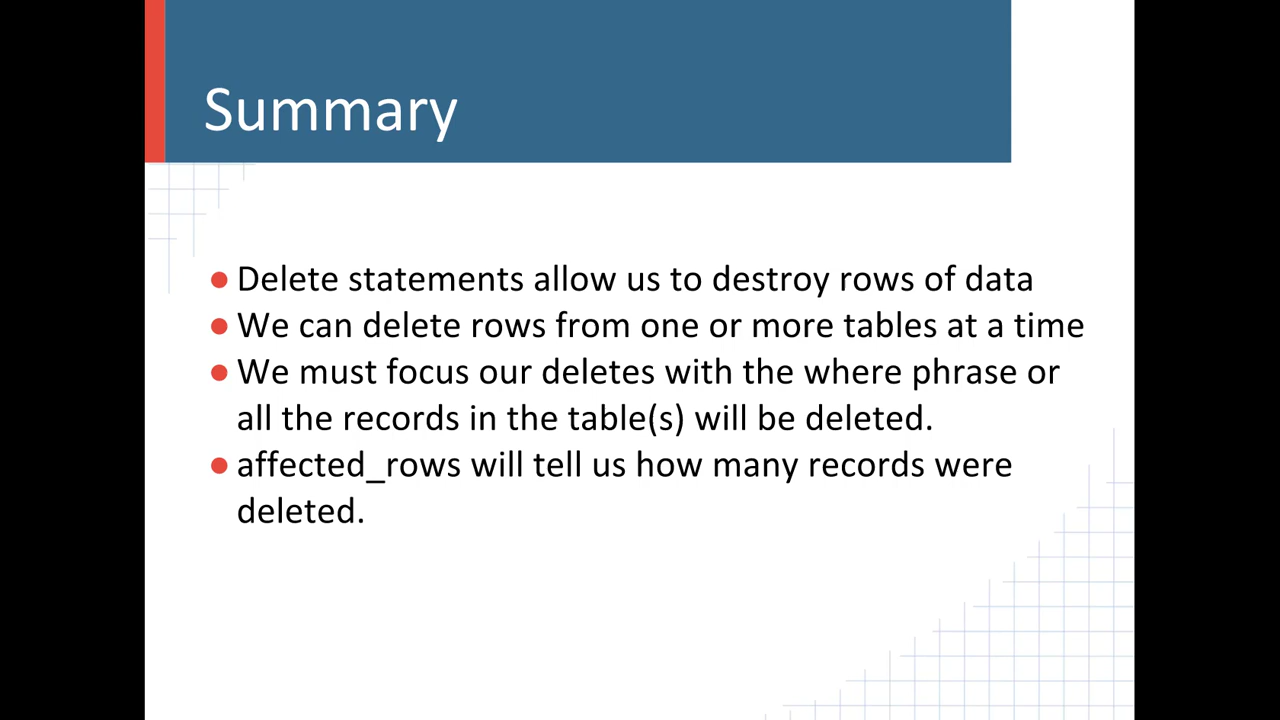 Summary
● Delete statements allow us to destroy rows of data
● We can delete rows from one or more tables at a time
● We must focus our deletes with the where phrase or
all the records in the table(s) will be deleted.
● affected_rows will tell us how many records were
deleted.